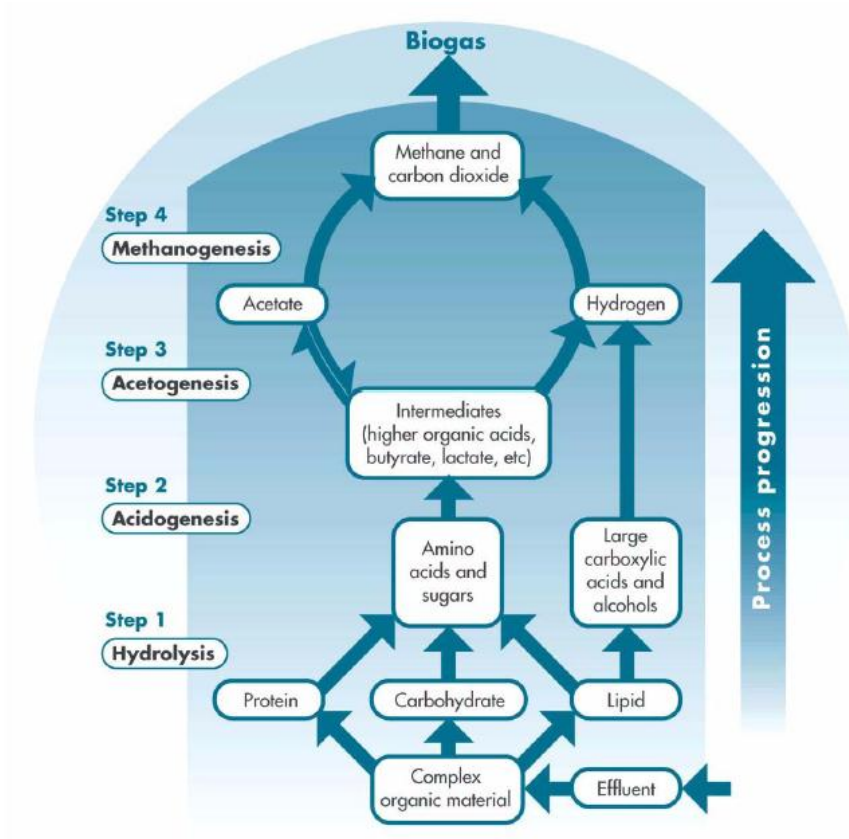 Biogas
Methane and
carbon dioxide
Step 4
Methanogenesis
Acetate
Hydrogen
Step 3
Acetogenesis
Intermediates
(higher organic acids,
butyrate, lactate, etc)
Step 2
Acidogenesis
Amino
acids and
sugars
Large
carboxylic
acids and
alcohols
Step 1
Hydrolysis
Protein
Carbohydrate
Lipid
Complex
organic material
Effluent
Process progression